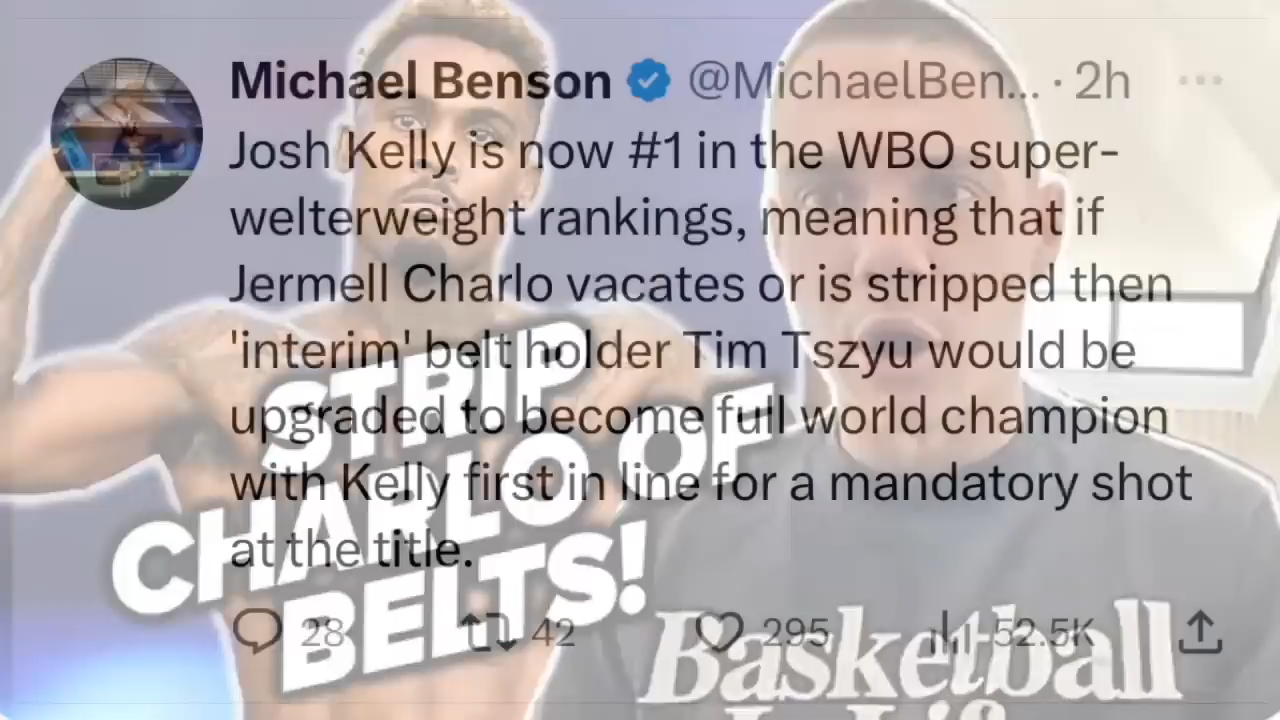 Michael Benson @MichaelBen... · 2h
Josh Kelly is now #1 in the WBO super-
welterweight rankings, meaning that if
Jermell Charlo vacates or is stripped then
'interim' belt holder Tim Tszyu would be
upgraded to become full world champion
with Kelly first in line for a mandatory shot
at the title.
28 42 295 52.5K
STRIP
CHARLO OF
BELTS!
Basketball